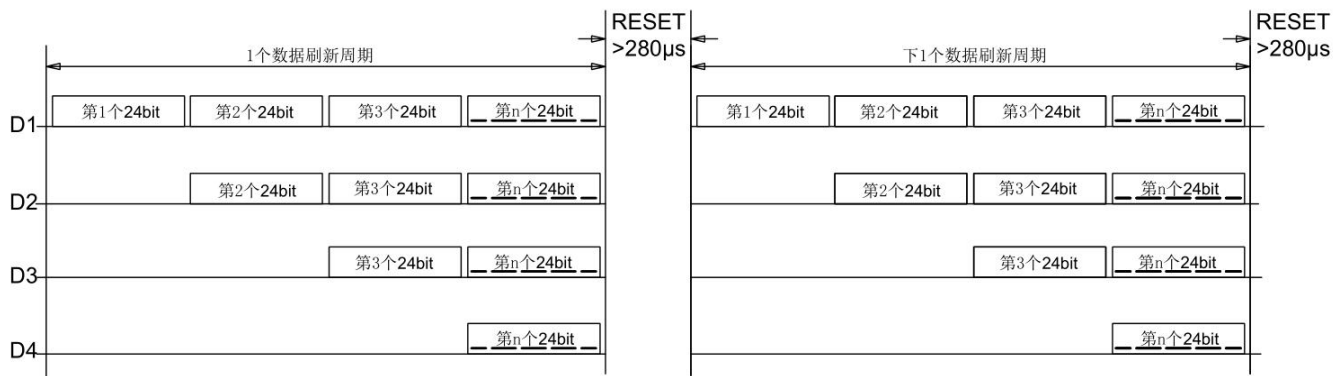 RESET
>280μs
RESET
>280μs
1个数据刷新周期
下1个数据刷新周期
D1 第1个24bit 第2个24bit 第3个24bit 第n个24bit 第1个24bit 第2个24bit 第3个24bit 第n个24bit
D2 第2个24bit 第3个24bit 第n个24bit 第2个24bit 第3个24bit 第n个24bit
D3 第3个24bit 第n个24bit 第3个24bit 第n个24bit
D4 第n个24bit 第n个24bit